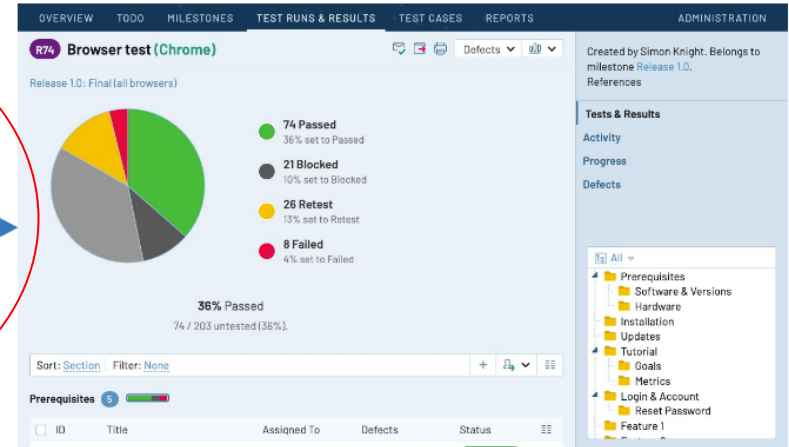 OVERVIEW TODO MILESTONES TEST RUNS & RESULTS TEST CASES REPORTS ADMINISTRATION
R74 Browser test (Chrome)
Defects
Release 1.0: Final (all browsers)
74 Passed
36% set to Passed
21 Blocked
10% set to Blocked
26 Retest
13% set to Retest
8 Failed
4% set to Failed
36% Passed
74 / 203 untested (36%).
Sort: Section Filter: None
Prerequisites 5
ID Title Assigned To Defects Status
Created by Simon Knight. Belongs to
milestone Release 1.0.
References
Tests & Results
Activity
Progress
Defects
All
Prerequisites
Software & Versions
Hardware
Installation
Updates
Tutorial
Goals
Metrics
Login & Account
Reset Password
Feature 1